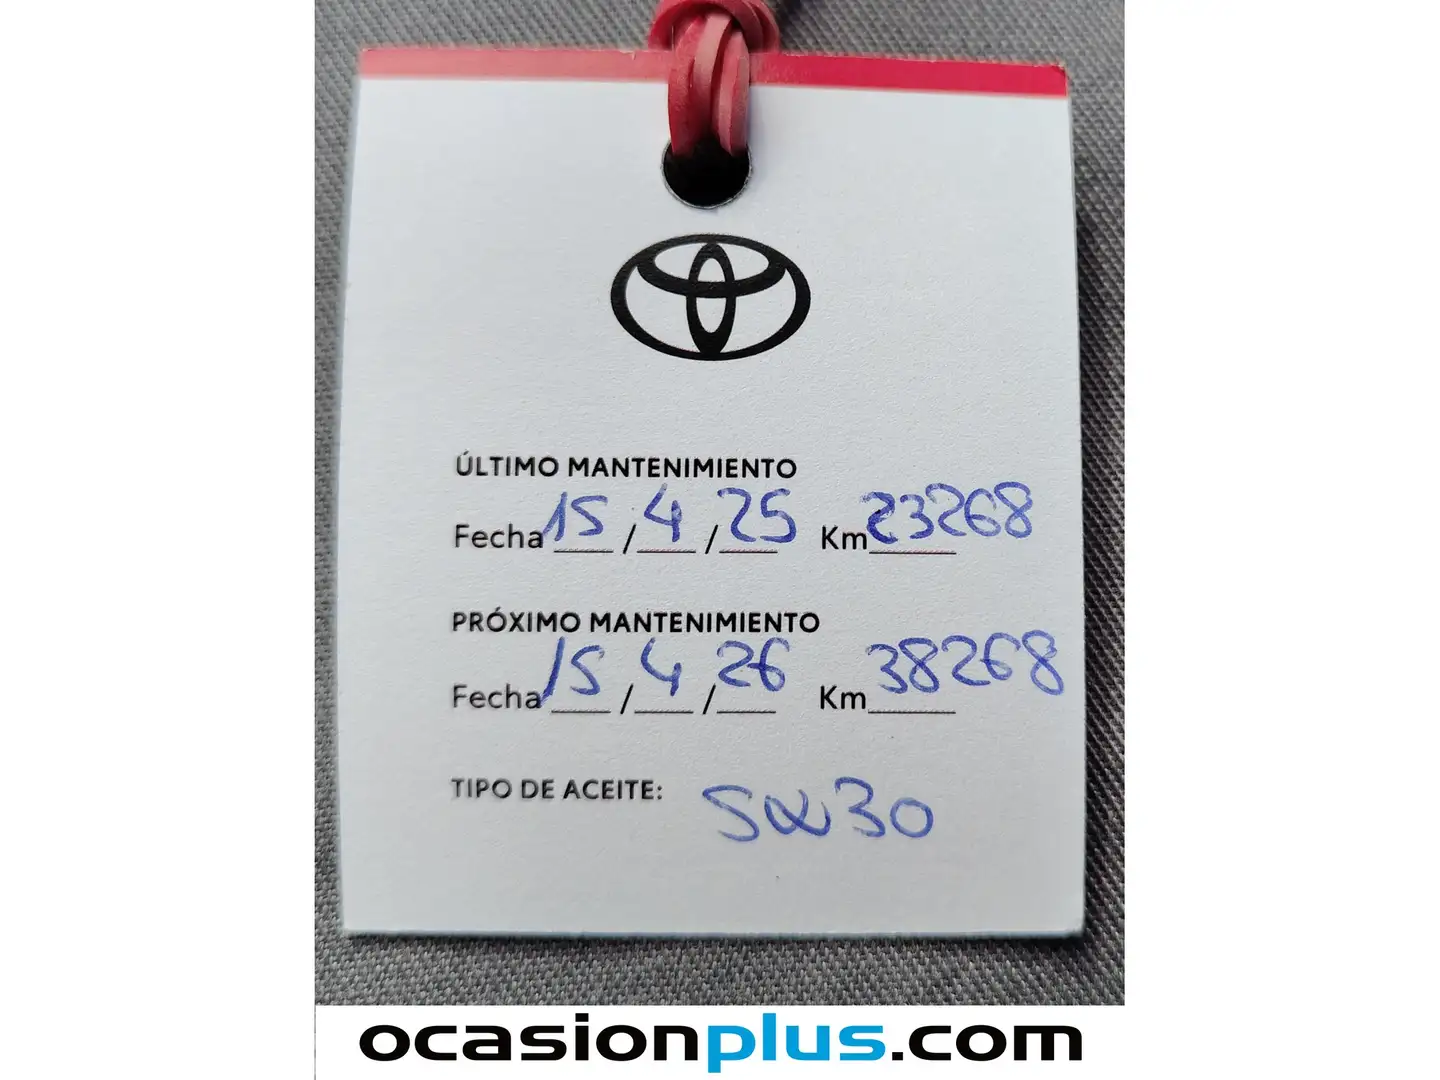 ÚLTIMO MANTENIMIENTO
Fecha 15 / 4 / 25 Km 23268
PRÓXIMO MANTENIMIENTO
Fecha 15 / 4 / 26 Km 38268
TIPO DE ACEITE: 5W30
ocasionplus.com